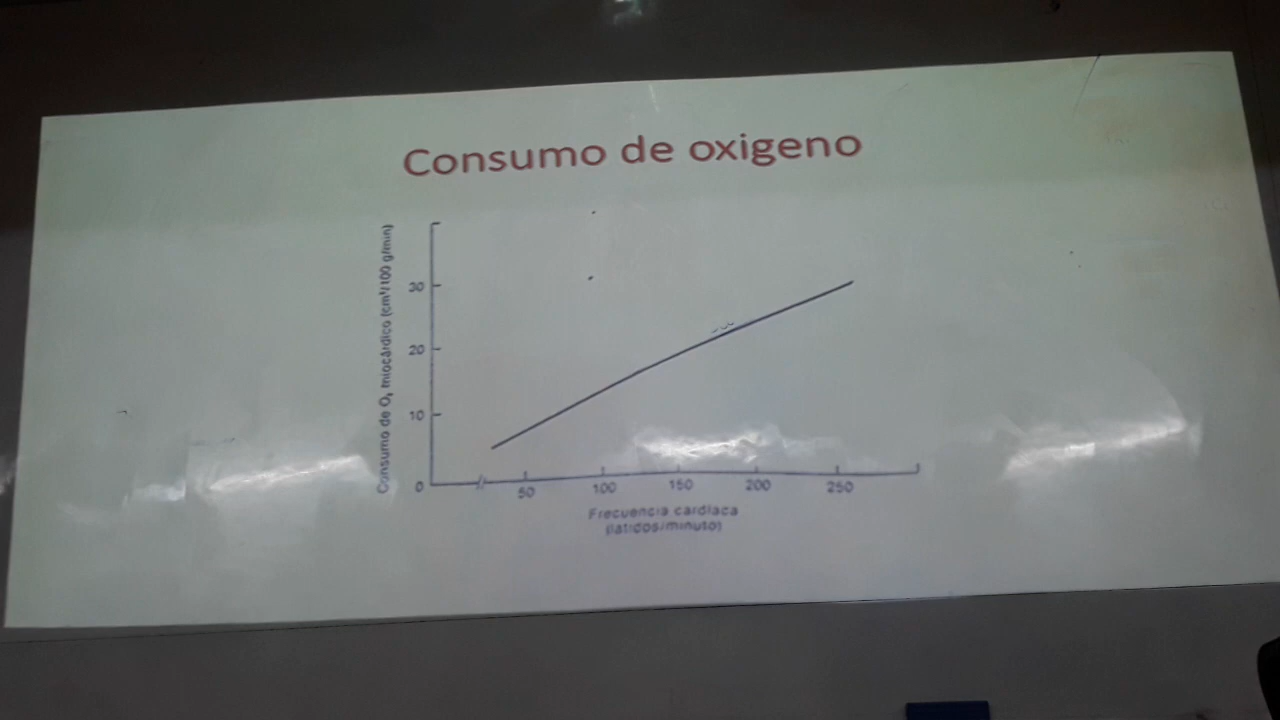 Consumo de oxigeno
Consumo de O₂ miocárdico (cm³/100 g/min)
30
20
10
0
50 100 150 200 250
Frecuencia cardíaca
(latidos/minuto)